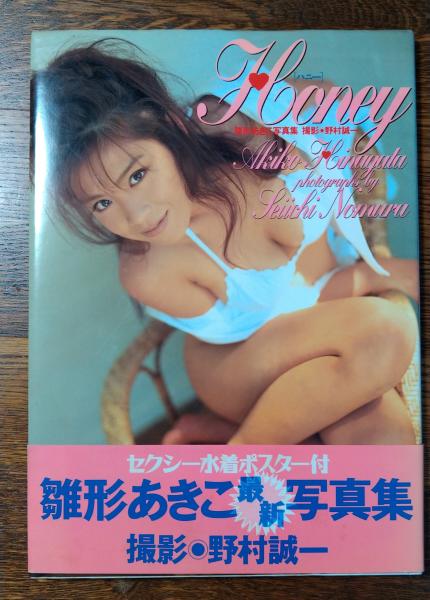 Honey
[ハニー]
雛形あきこ写真集 撮影●野村誠一
Akiko Hinagata
photographs by
Seiichi Nomura
セクシー水着ポスター付
雛形あきこ最新写真集
撮影◉野村誠一